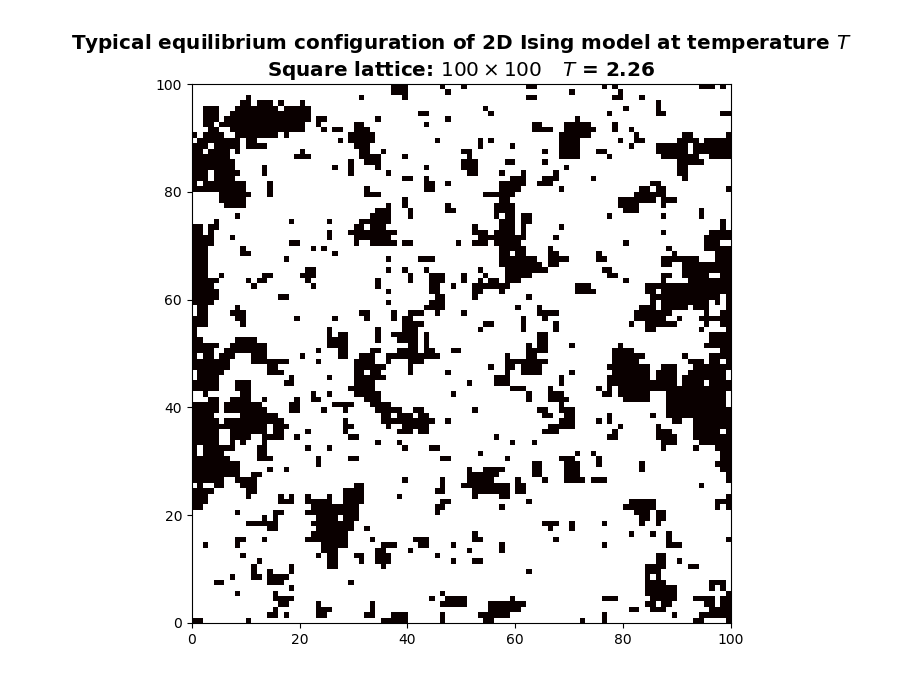 Typical equilibrium configuration of 2D Ising model at temperature T
Square lattice: 100 × 100 T = 2.26
100
80
60
40
20
0
0 20 40 60 80 100